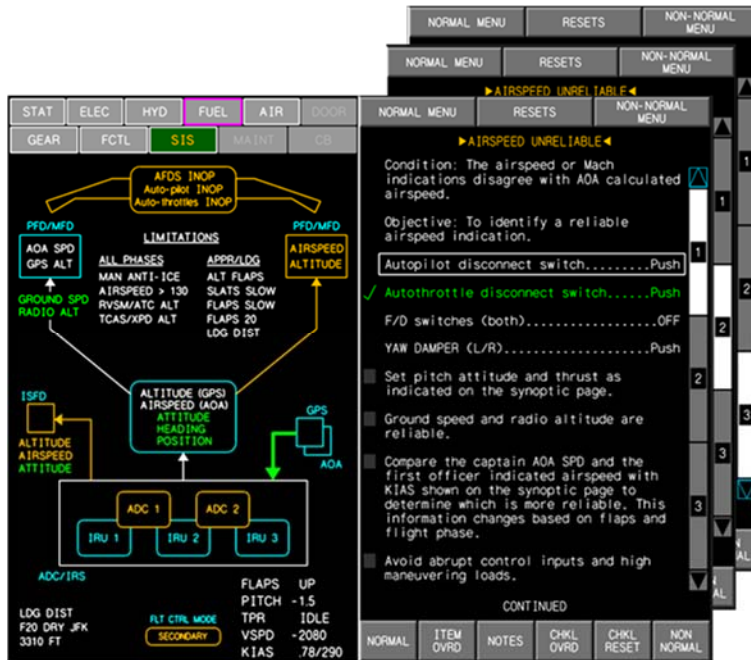 NORMAL MENU RESETS NON-NORMAL MENU
NORMAL MENU RESETS NON-NORMAL MENU
►AIRSPEED UNRELIABLE◄
1
2
3
1
2
3
STAT ELEC HYD FUEL AIR DOOR
GEAR FCTL SIS MAINT CB
AFDS INOP
Auto-pilot INOP
Auto-throttles INOP
PFD/MFD
AOA SPD
GPS ALT
GROUND SPD
RADIO ALT
LIMITATIONS
ALL PHASES
MAN ANTI-ICE
AIRSPEED > 130
RVSM/ATC ALT
TCAS/XPD ALT
APPR/LDG
ALT FLAPS
SLATS SLOW
FLAPS SLOW
FLAPS 20
LDG DIST
PFD/MFD
AIRSPEED
ALTITUDE
ALTITUDE (GPS)
AIRSPEED (AOA)
ATTITUDE
HEADING
POSITION
ISFD
ALTITUDE
AIRSPEED
ATTITUDE
GPS
AOA
ADC 1 ADC 2
IRU 1 IRU 2 IRU 3
ADC/IRS
LDG DIST
F20 DRY JFK
3310 FT
FLT CTRL MODE
SECONDARY
FLAPS UP
PITCH -1.5
TPR IDLE
VSPD -2080
KIAS .78/290
NORMAL MENU RESETS NON-NORMAL MENU
►AIRSPEED UNRELIABLE◄
Condition: The airspeed or Mach
indications disagree with AOA calculated
airspeed.
Objective: To identify a reliable
airspeed indication.
Autopilot disconnect switch.........Push
✓ Autothrottle disconnect switch......Push
F/D switches (both)..................OFF
YAW DAMPER (L/R)....................Push
Set pitch attitude and thrust as
indicated on the synoptic page.
Ground speed and radio altitude are
reliable.
Compare the captain AOA SPD and the
first officer indicated airspeed with
KIAS shown on the synoptic page to
determine which is more reliable. This
information changes based on flaps and
flight phase.
Avoid abrupt control inputs and high
maneuvering loads.
CONTINUED
1
2
3
NORMAL ITEM OVRD NOTES CHKL OVRD CHKL RESET NON NORMAL